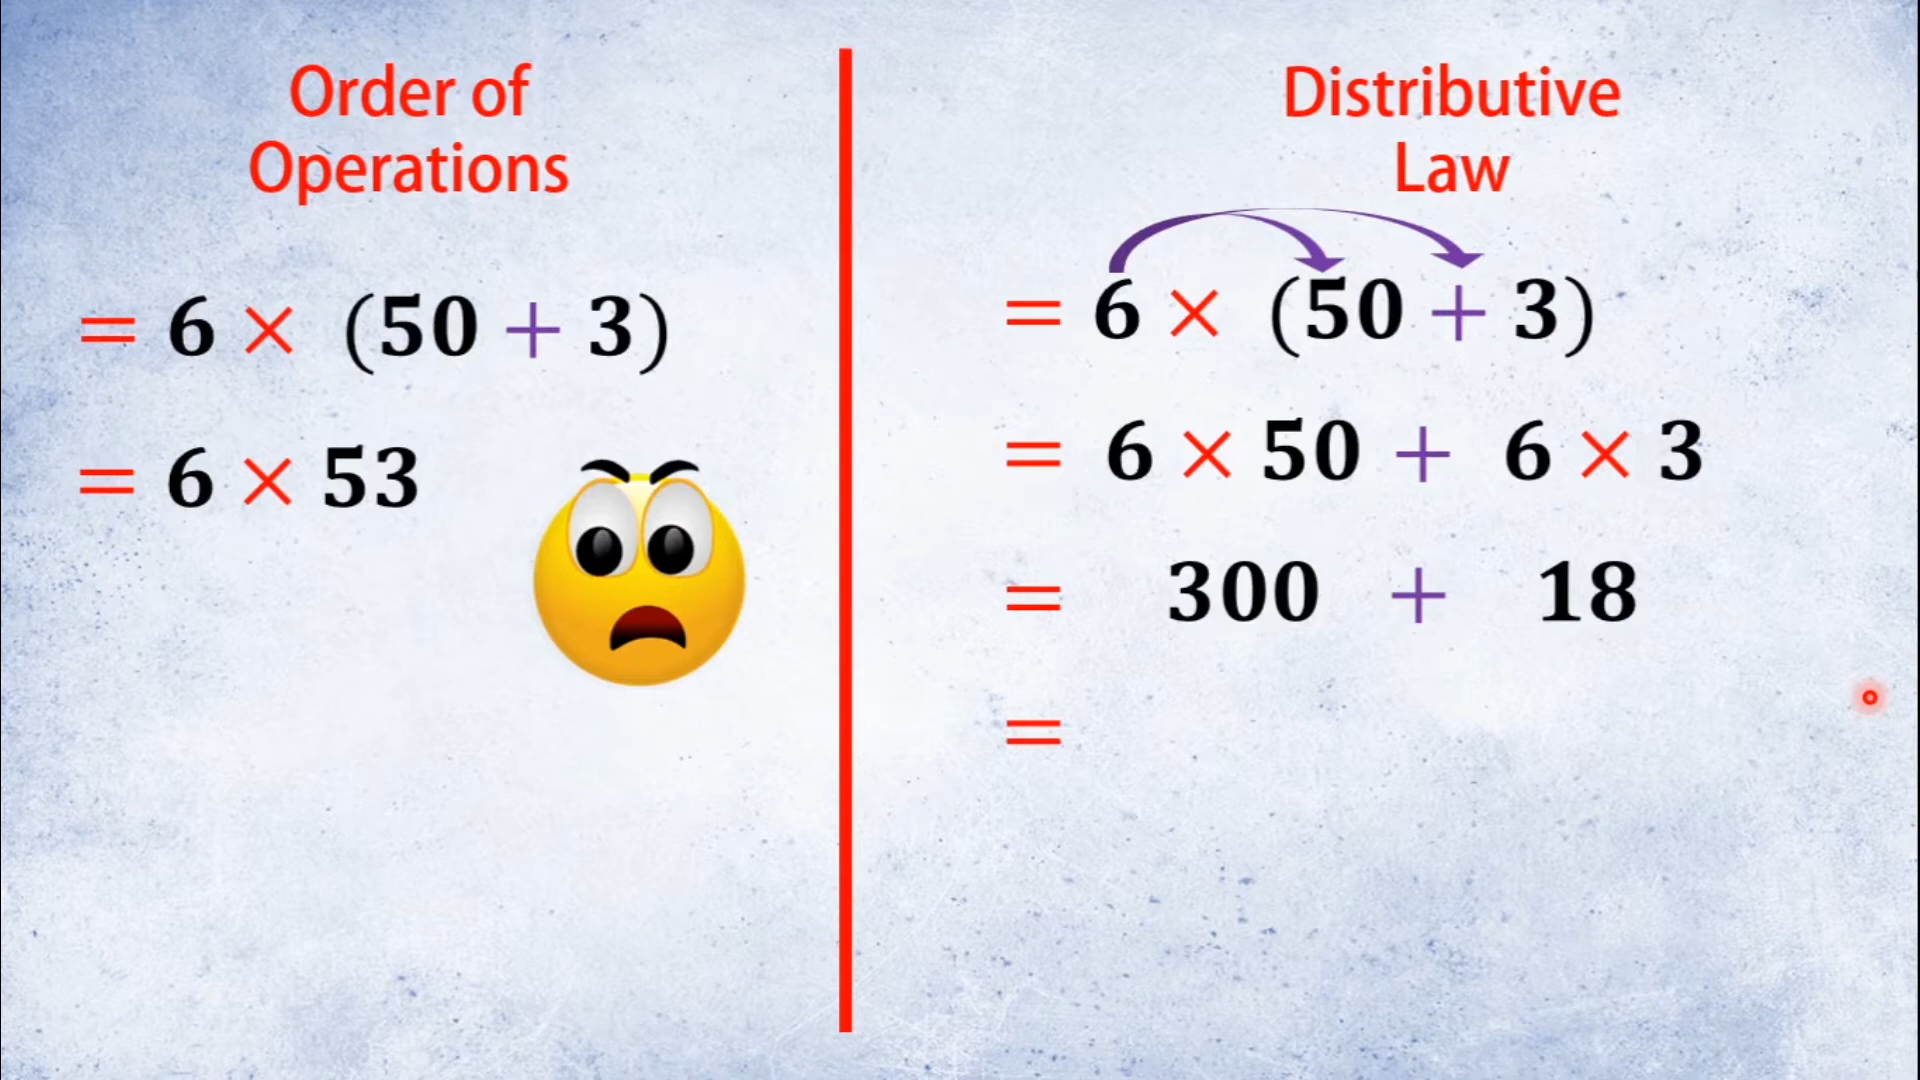 Order of
Operations
= 6 × (50 + 3)
= 6 × 53
Distributive
Law
= 6 × (50 + 3)
= 6 × 50 + 6 × 3
= 300 + 18
=